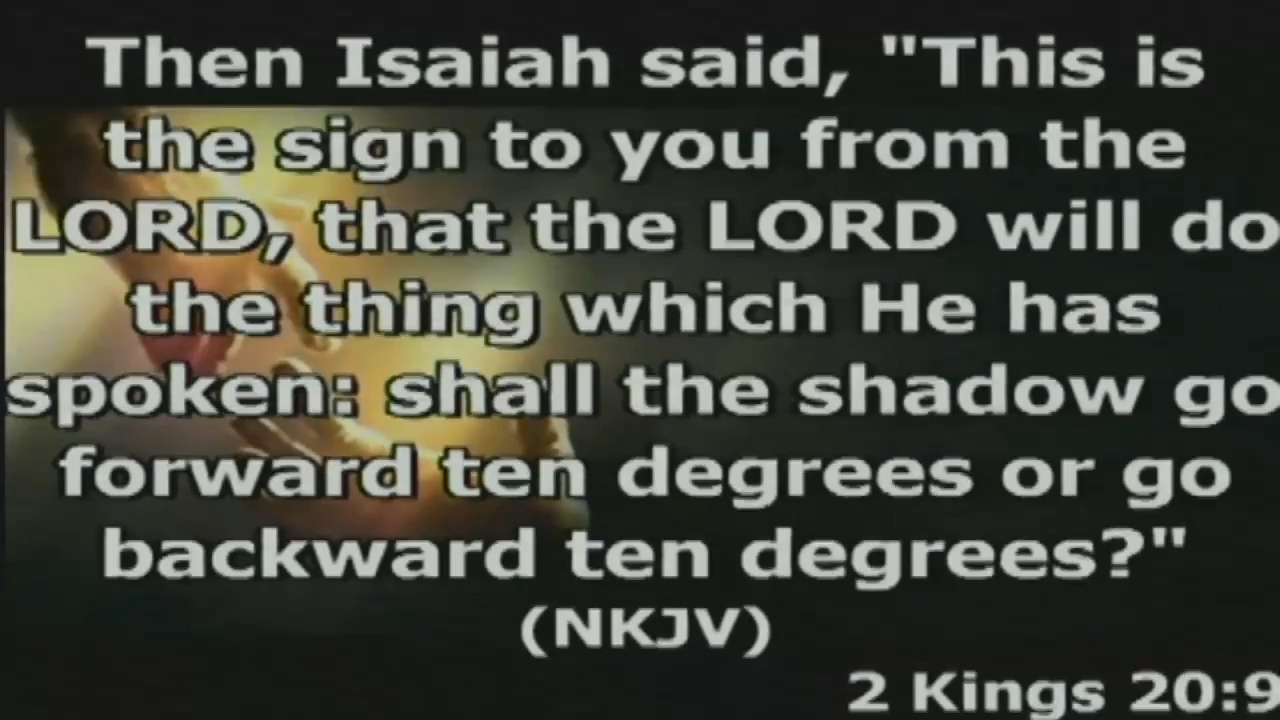 Then Isaiah said, "This is
the sign to you from the
LORD, that the LORD will do
the thing which He has
spoken: shall the shadow go
forward ten degrees or go
backward ten degrees?"
(NKJV)
2 Kings 20:9